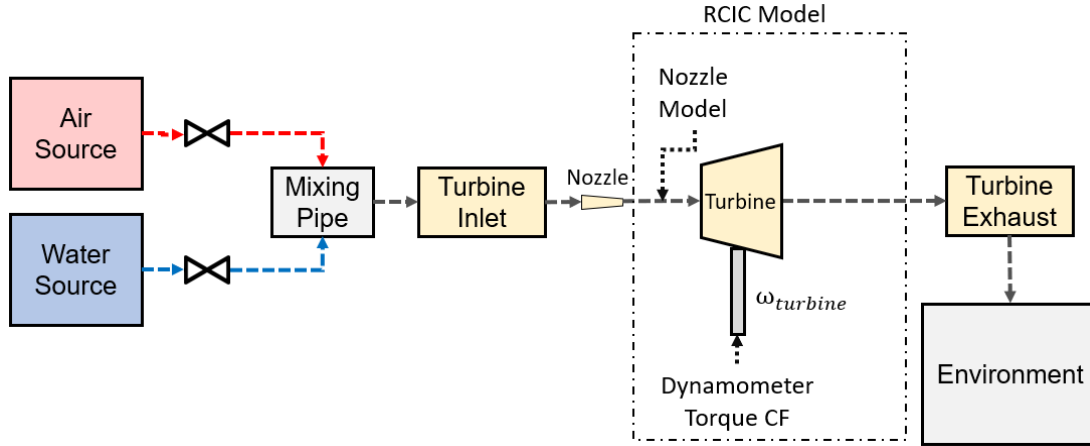 RCIC Model
Air
Source
Nozzle
Model
Mixing
Pipe
Turbine
Inlet
Nozzle
Turbine
Turbine
Exhaust
Water
Source
ω_turbine
Dynamometer
Torque CF
Environment